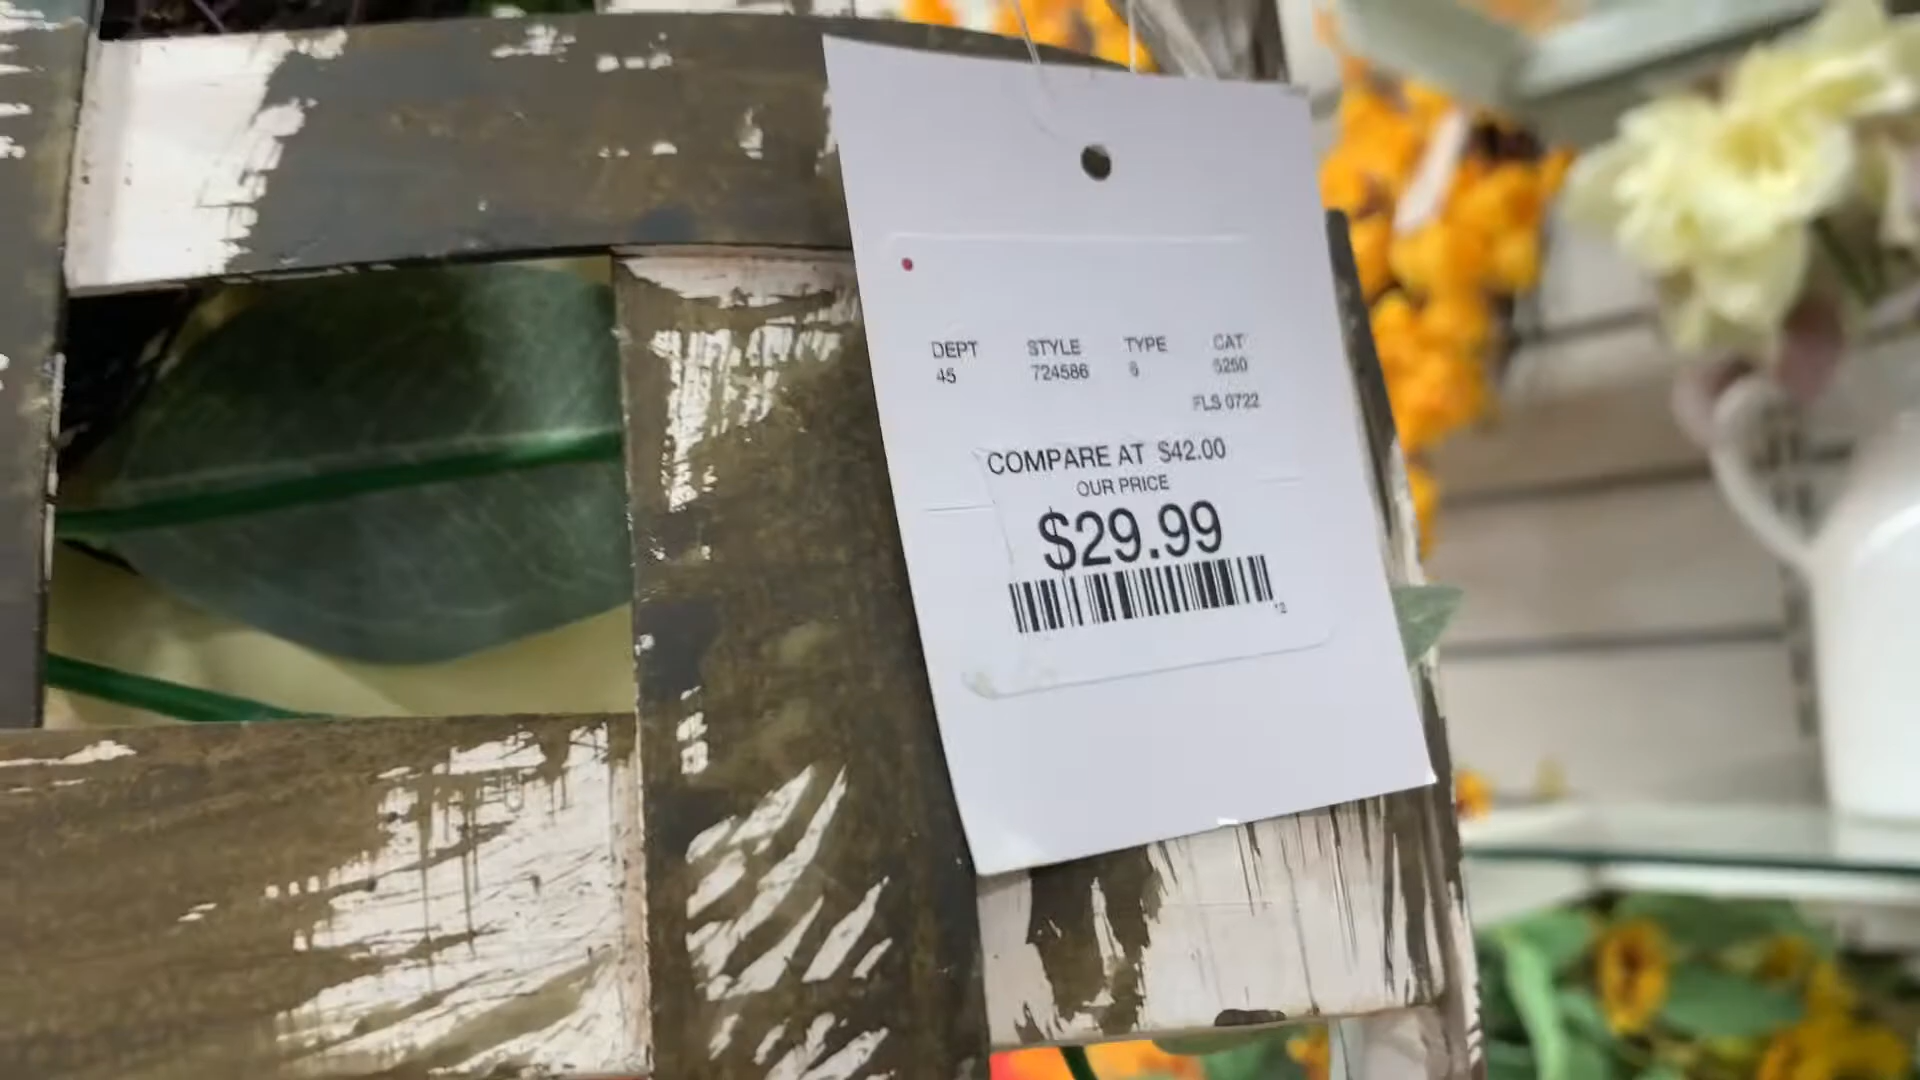 DEPT STYLE TYPE CAT
45 724586 6 5250
FLS 0722
COMPARE AT $42.00
OUR PRICE
$29.99